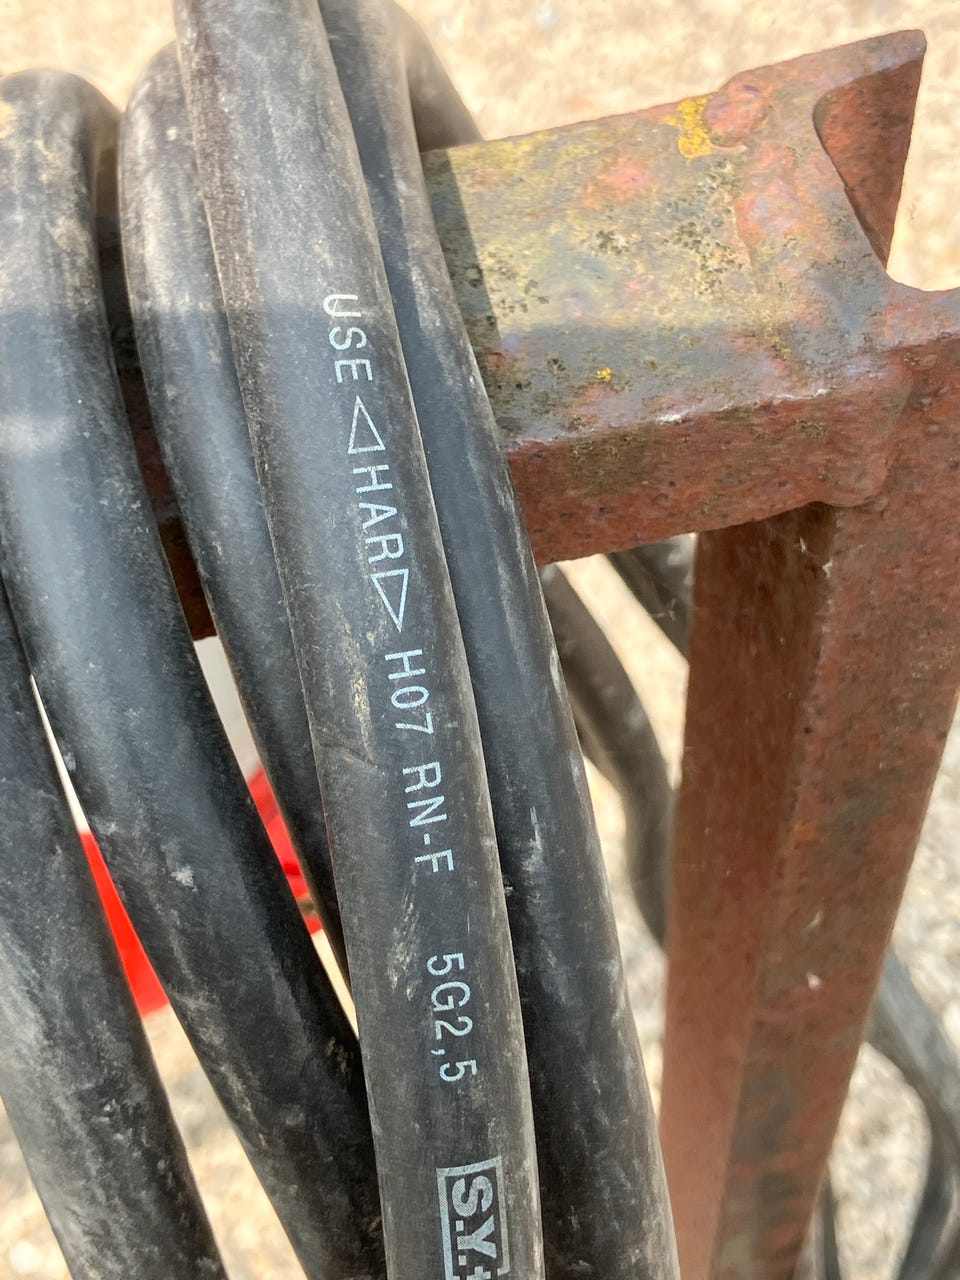 USE ◁HAR▷ H07 RN-F 5G2,5 S.Y.